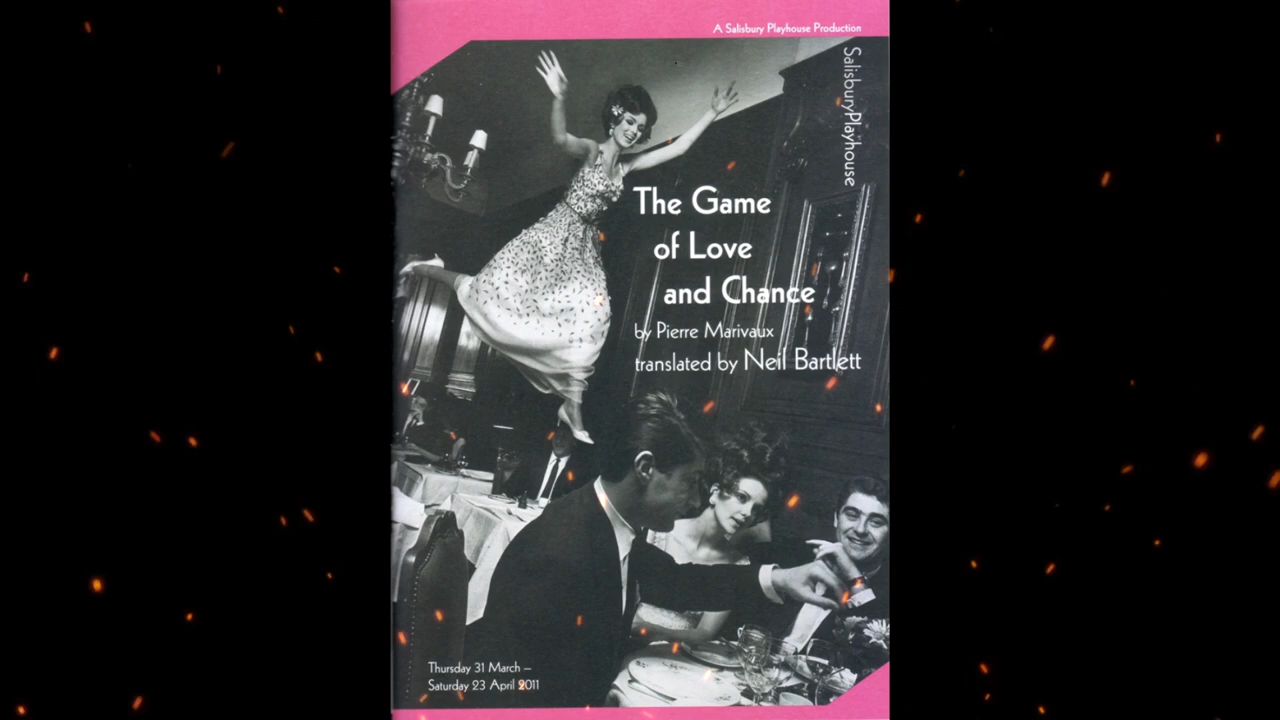 A Salisbury Playhouse Production
SalisburyPlayhouse
The Game
of Love
and Chance
by Pierre Marivaux
translated by Neil Bartlett
Thursday 31 March –
Saturday 23 April 2011